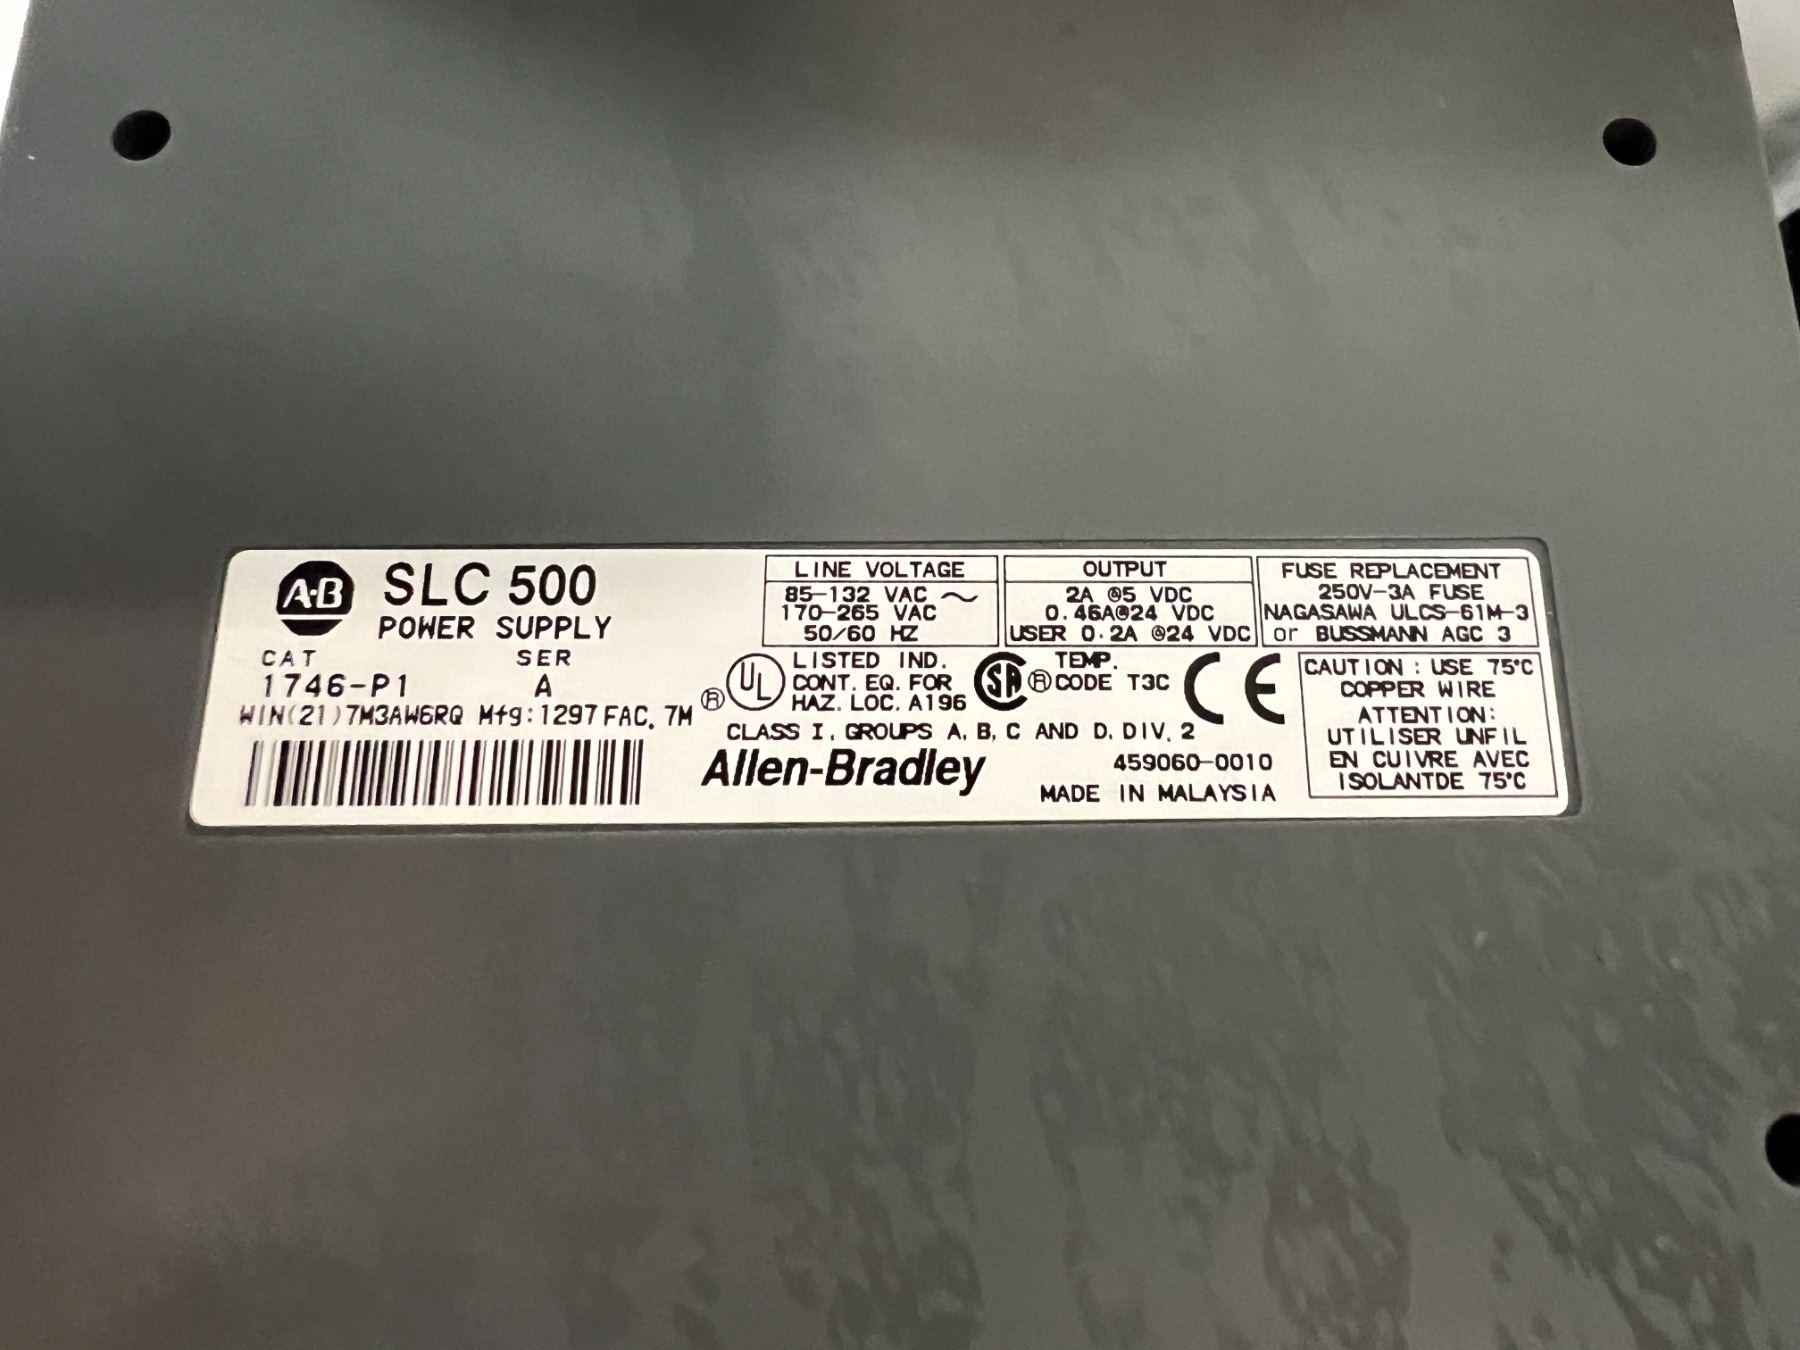 A·B
SLC 500
POWER SUPPLY
CAT SER
1746-P1 A
WIN(21)7M3AW6RQ Mfg:1297 FAC. 7M
LINE VOLTAGE
85-132 VAC ~
170-265 VAC
50/60 HZ
OUTPUT
2A @5 VDC
0.46A@24 VDC
USER 0.2A @24 VDC
FUSE REPLACEMENT
250V-3A FUSE
NAGASAWA ULCS-61M-3
or BUSSMANN AGC 3
® UL LISTED IND.
CONT. EQ. FOR
HAZ. LOC. A196
SA ® TEMP.
CODE T3C
CE
CLASS I, GROUPS A, B, C AND D, DIV. 2
Allen-Bradley
459060-0010
MADE IN MALAYSIA
CAUTION : USE 75°C
COPPER WIRE
ATTENTION:
UTILISER UNFIL
EN CUIVRE AVEC
ISOLANTDE 75°C